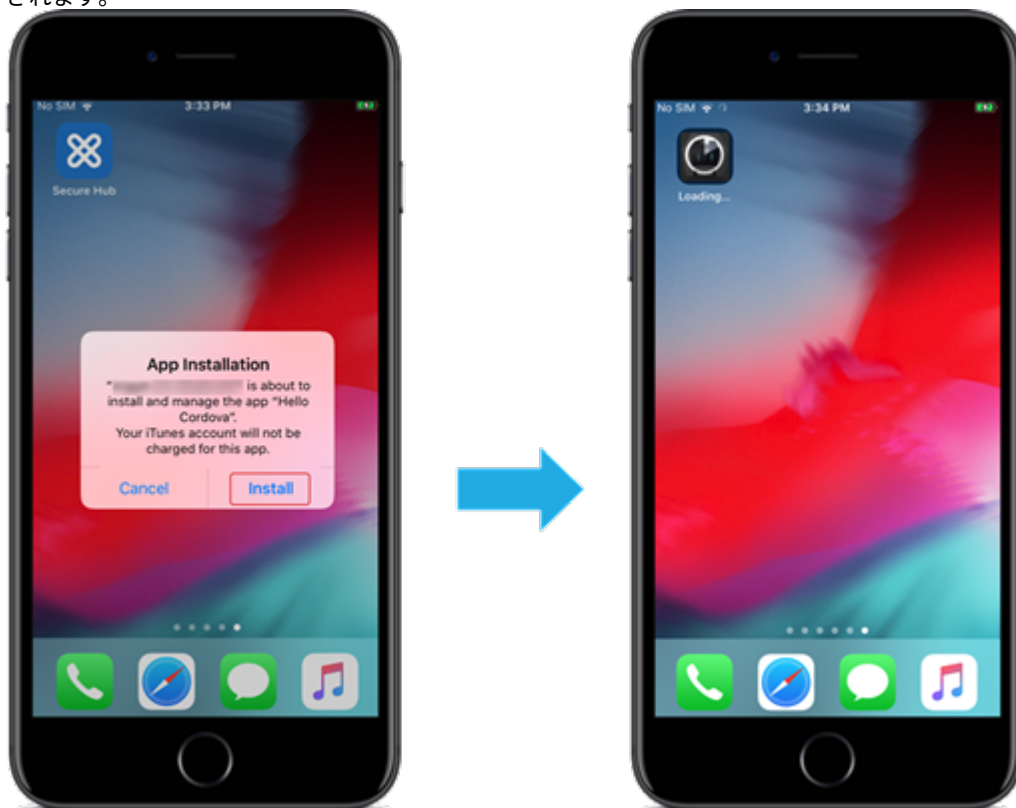 されます。
No SIM 3:33 PM
Secure Hub
App Installation
" " is about to
install and manage the app "Hello
Cordova".
Your iTunes account will not be
charged for this app.
Cancel Install
No SIM 3:34 PM
Loading...